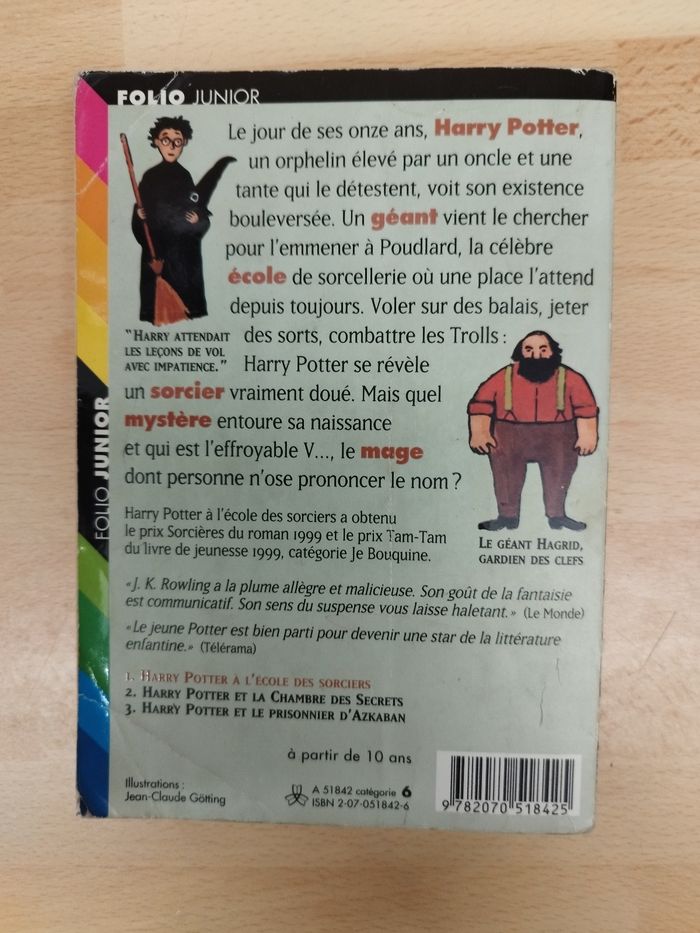 FOLIO JUNIOR
Le jour de ses onze ans, Harry Potter,
un orphelin élevé par un oncle et une
tante qui le détestent, voit son existence
bouleversée. Un géant vient le chercher
pour l'emmener à Poudlard, la célèbre
école de sorcellerie où une place l'attend
depuis toujours. Voler sur des balais, jeter
des sorts, combattre les Trolls :
Harry Potter se révèle
un sorcier vraiment doué. Mais quel
mystère entoure sa naissance
et qui est l'effroyable V..., le mage
dont personne n'ose prononcer le nom ?
"HARRY ATTENDAIT
LES LEÇONS DE VOL
AVEC IMPATIENCE."
FOLIO JUNIOR
LE GÉANT HAGRID,
GARDIEN DES CLEFS
Harry Potter à l'école des sorciers a obtenu
le prix Sorcières du roman 1999 et le prix Tam-Tam
du livre de jeunesse 1999, catégorie Je Bouquine.
«J. K. Rowling a la plume allègre et malicieuse. Son goût de la fantaisie
est communicatif. Son sens du suspense vous laisse haletant.» (Le Monde)
«Le jeune Potter est bien parti pour devenir une star de la littérature
enfantine.» (Télérama)
1. HARRY POTTER À L'ÉCOLE DES SORCIERS
2. HARRY POTTER ET LA CHAMBRE DES SECRETS
3. HARRY POTTER ET LE PRISONNIER D'AZKABAN
à partir de 10 ans
Illustrations :
Jean-Claude Götting
A 51842 catégorie 6
ISBN 2-07-051842-6
9 782070 518425